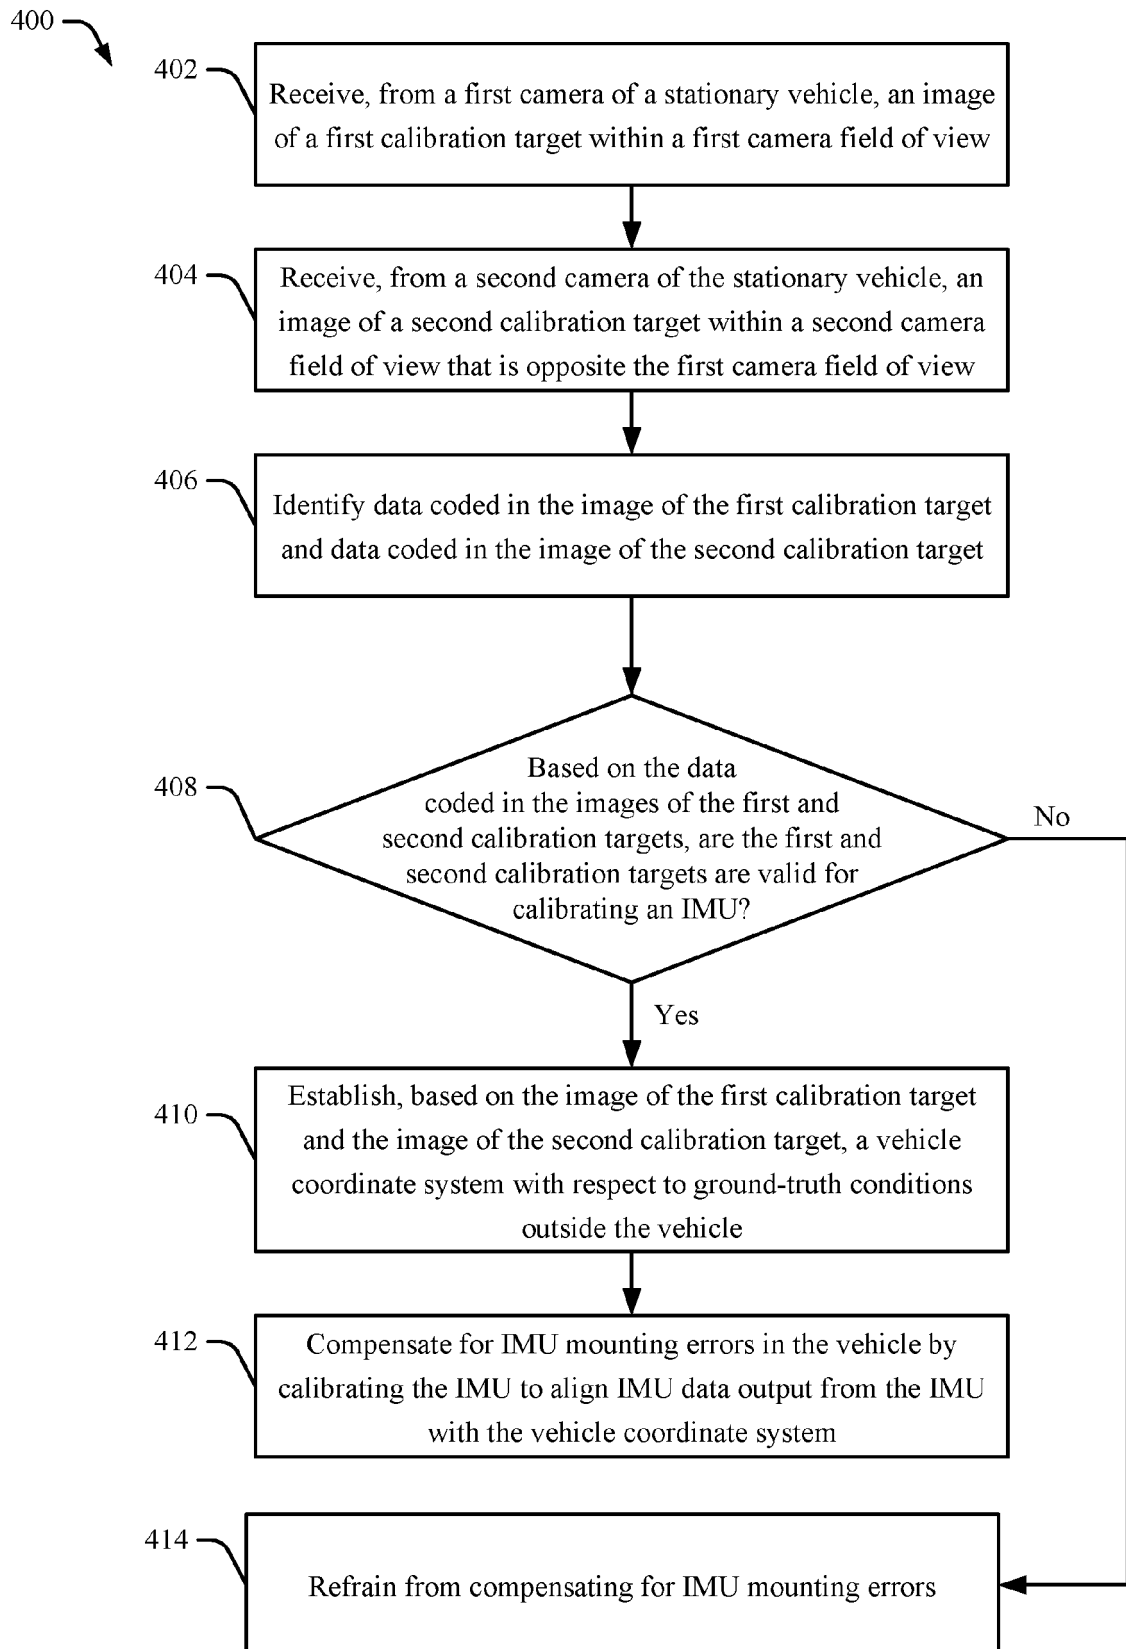 400
402
Receive, from a first camera of a stationary vehicle, an image
of a first calibration target within a first camera field of view
404
Receive, from a second camera of the stationary vehicle, an
image of a second calibration target within a second camera
field of view that is opposite the first camera field of view
406
Identify data coded in the image of the first calibration target
and data coded in the image of the second calibration target
408
Based on the data
coded in the images of the first and
second calibration targets, are the first and
second calibration targets are valid for
calibrating an IMU?
No
Yes
410
Establish, based on the image of the first calibration target
and the image of the second calibration target, a vehicle
coordinate system with respect to ground-truth conditions
outside the vehicle
412
Compensate for IMU mounting errors in the vehicle by
calibrating the IMU to align IMU data output from the IMU
with the vehicle coordinate system
414
Refrain from compensating for IMU mounting errors